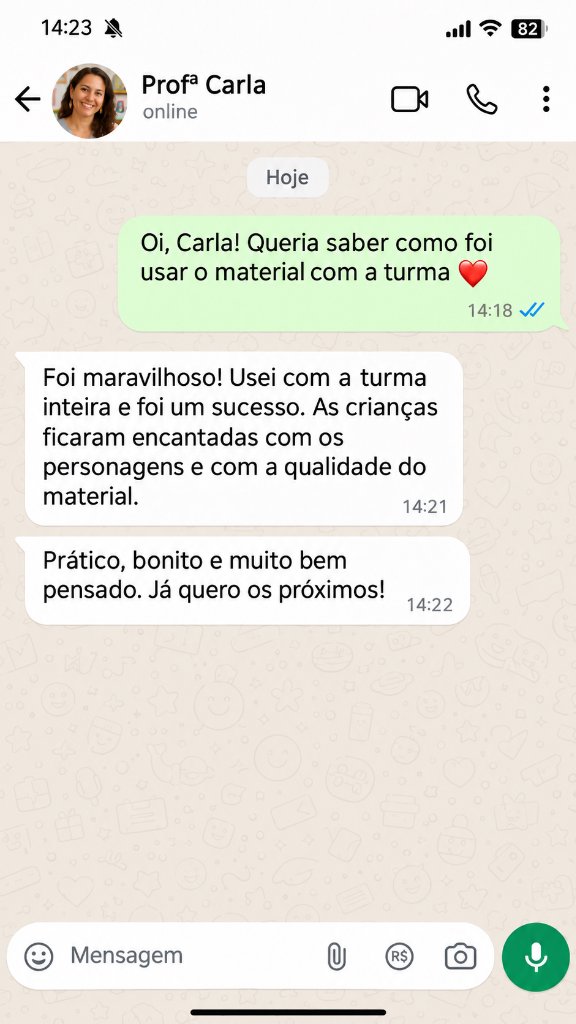 14:23
82
Profª Carla
online
Hoje
Oi, Carla! Queria saber como foi
usar o material com a turma ❤️
14:18
Foi maravilhoso! Usei com a turma
inteira e foi um sucesso. As crianças
ficaram encantadas com os
personagens e com a qualidade do
material.
14:21
Prático, bonito e muito bem
pensado. Já quero os próximos!
14:22
Mensagem
R$